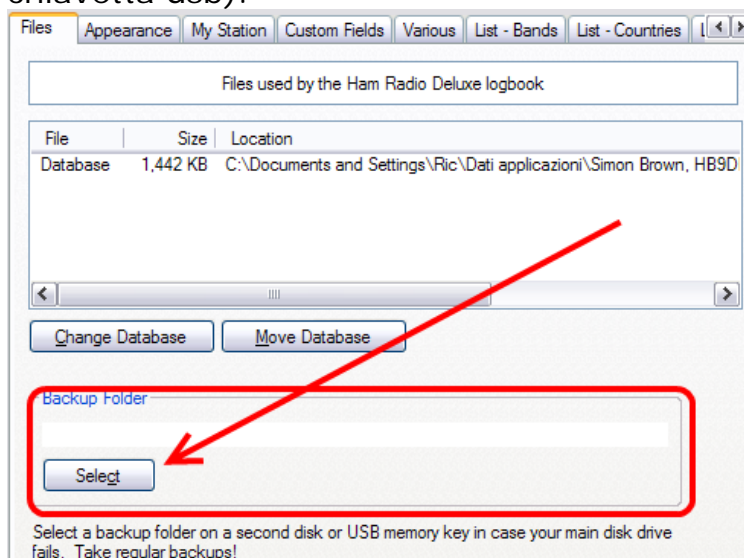 chiavetta usb):
Files Appearance My Station Custom Fields Various List - Bands List - Countries
Files used by the Ham Radio Deluxe logbook
File Size Location
Database 1,442 KB C:\Documents and Settings\Ric\Dati applicazioni\Simon Brown, HB9D
Change Database Move Database
Backup Folder
Select
Select a backup folder on a second disk or USB memory key in case your main disk drive
fails. Take regular backups!